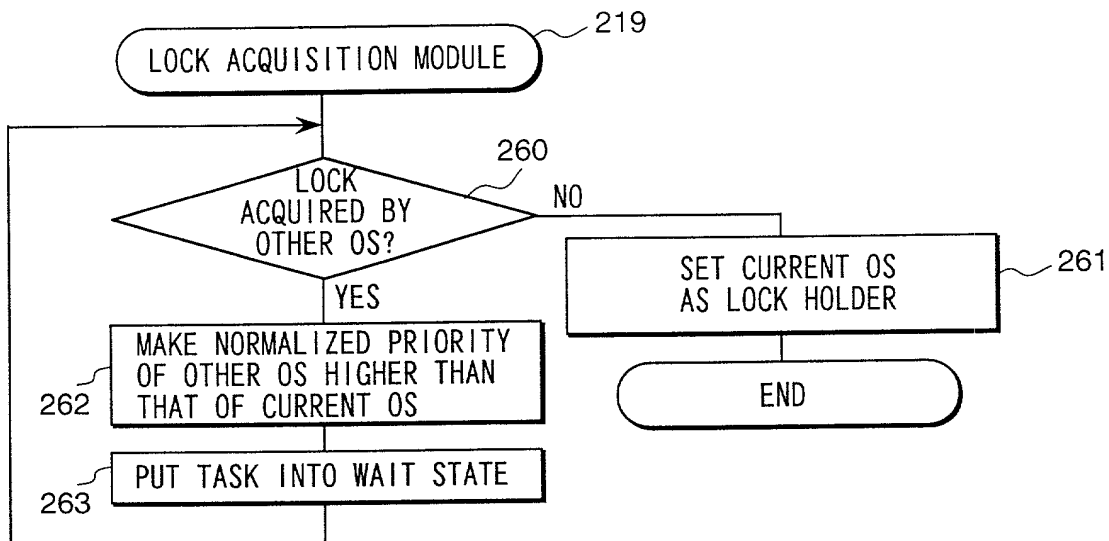 LOCK ACQUISITION MODULE
219
LOCK
ACQUIRED BY
OTHER OS?
260
NO
YES
SET CURRENT OS
AS LOCK HOLDER
261
MAKE NORMALIZED PRIORITY
OF OTHER OS HIGHER THAN
THAT OF CURRENT OS
262
END
PUT TASK INTO WAIT STATE
263